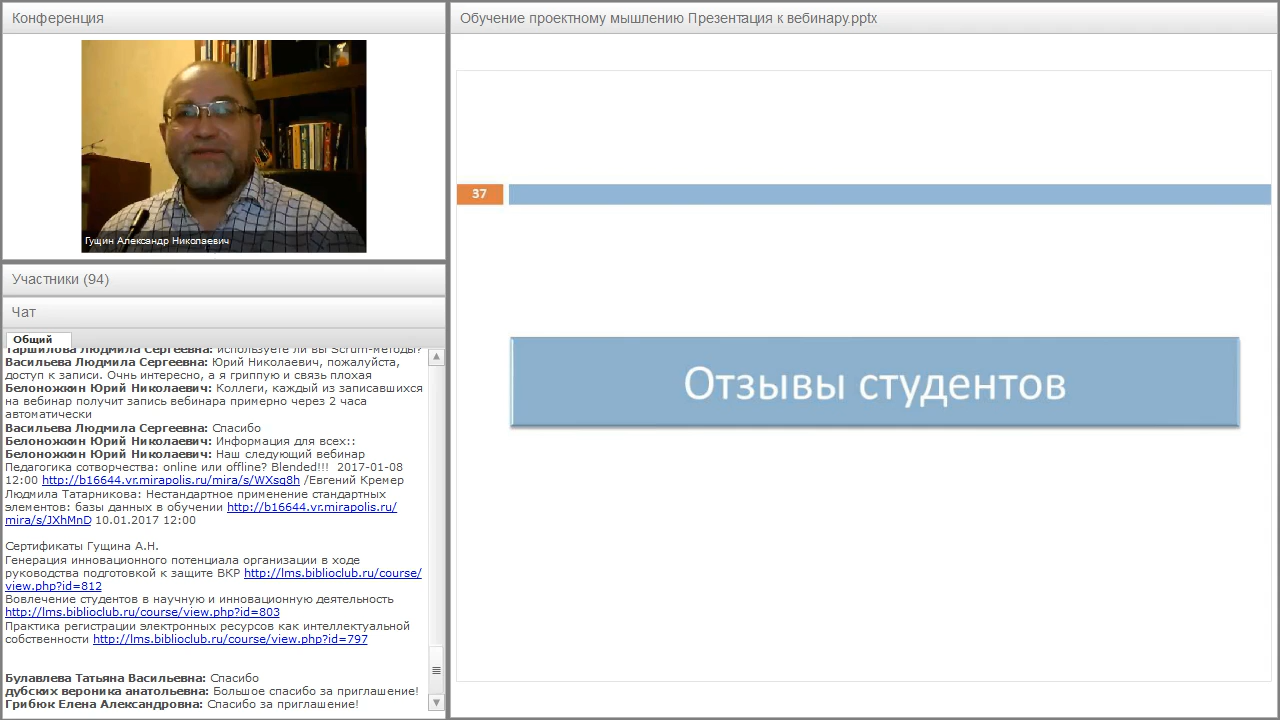 Конференция
Обучение проектному мышлению Презентация к вебинару.pptx
Гущин Александр Николаевич
37
Отзывы студентов
Участники (94)
Чат
Общий
Таршилова Людмила Сергеевна: используете ли вы Scrum-методы?
Васильева Людмила Сергеевна: Юрий Николаевич, пожалуйста,
доступ к записи. Очнь интересно, а я гриппую и связь плохая
Белоножкин Юрий Николаевич: Коллеги, каждый из записавшихся
на вебинар получит запись вебинара примерно через 2 часа
автоматически
Васильева Людмила Сергеевна: Спасибо
Белоножкин Юрий Николаевич: Информация для всех::
Белоножкин Юрий Николаевич: Наш следующий вебинар
Педагогика сотворчества: online или offline? Blended!!! 2017-01-08
12:00 http://b16644.vr.mirapolis.ru/mira/s/WXsq8h /Евгений Кремер
Людмила Татарникова: Нестандартное применение стандартных
элементов: базы данных в обучении http://b16644.vr.mirapolis.ru/
mira/s/JXhMnD 10.01.2017 12:00
Сертификаты Гущина А.Н.
Генерация инновационного потенциала организации в ходе
руководства подготовкой к защите ВКР http://lms.biblioclub.ru/course/
view.php?id=812
Вовлечение студентов в научную и инновационную деятельность
http://lms.biblioclub.ru/course/view.php?id=803
Практика регистрации электронных ресурсов как интеллектуальной
собственности http://lms.biblioclub.ru/course/view.php?id=797
Булавлева Татьяна Васильевна: Спасибо
дубских вероника анатольевна: Большое спасибо за приглашение!
Грибюк Елена Александровна: Спасибо за приглашение!